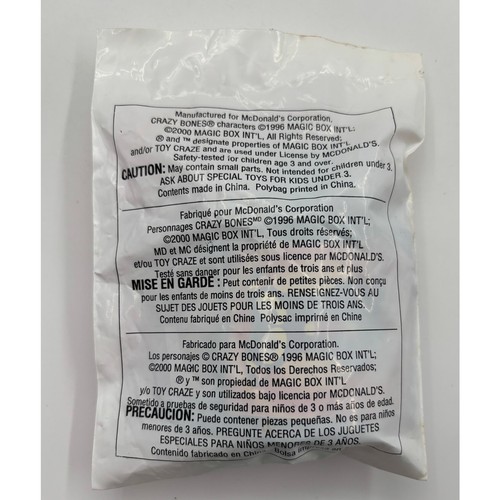 Manufactured for McDonald's Corporation,
CRAZY BONES® characters ©1996 MAGIC BOX INT'L;
©2000 MAGIC BOX INT'L, All Rights Reserved;
® and ™ designate properties of MAGIC BOX INT'L.
and/or TOY CRAZE and are used under License by McDONALD'S.
Safety-tested for children age 3 and over.
CAUTION: May contain small parts. Not intended for children under 3.
ASK ABOUT SPECIAL TOYS FOR KIDS UNDER 3.
Contents made in China. Polybag printed in China.
Fabriqué pour McDonald's Corporation
Personnages CRAZY BONESMD ©1996 MAGIC BOX INT'L;
©2000 MAGIC BOX INT'L, Tous droits réservés;
MD et MC désignent la propriété de MAGIC BOX INT'L
et/ou TOY CRAZE et sont utilisés sous licence par McDONALD'S.
Testé sans danger pour les enfants de trois ans et plus
MISE EN GARDE : Peut contenir de petites pièces. Non conçu
pour les enfants de moins de trois ans. RENSEIGNEZ-VOUS AU
SUJET DES JOUETS POUR LES MOINS DE TROIS ANS.
Contenu fabriqué en Chine Polysac imprimé en Chine
Fabricado para McDonald's Corporation.
Los personajes © CRAZY BONES® 1996 MAGIC BOX INT'L;
©2000 MAGIC BOX INT'L, Todos los Derechos Reservados;
® y ™ son propiedad de MAGIC BOX INT'L
y/o TOY CRAZE y son utilizados bajo licencia por McDONALD'S.
Sometido a pruebas de seguridad para niños de 3 o más años de edad.
PRECAUCIÓN: Puede contener piezas pequeñas. No es para niños
menores de 3 años. PREGUNTE ACERCA DE LOS JUGUETES
ESPECIALES PARA NIÑOS MENORES DE 3 AÑOS.
Contenido fabricado en China Bolsa